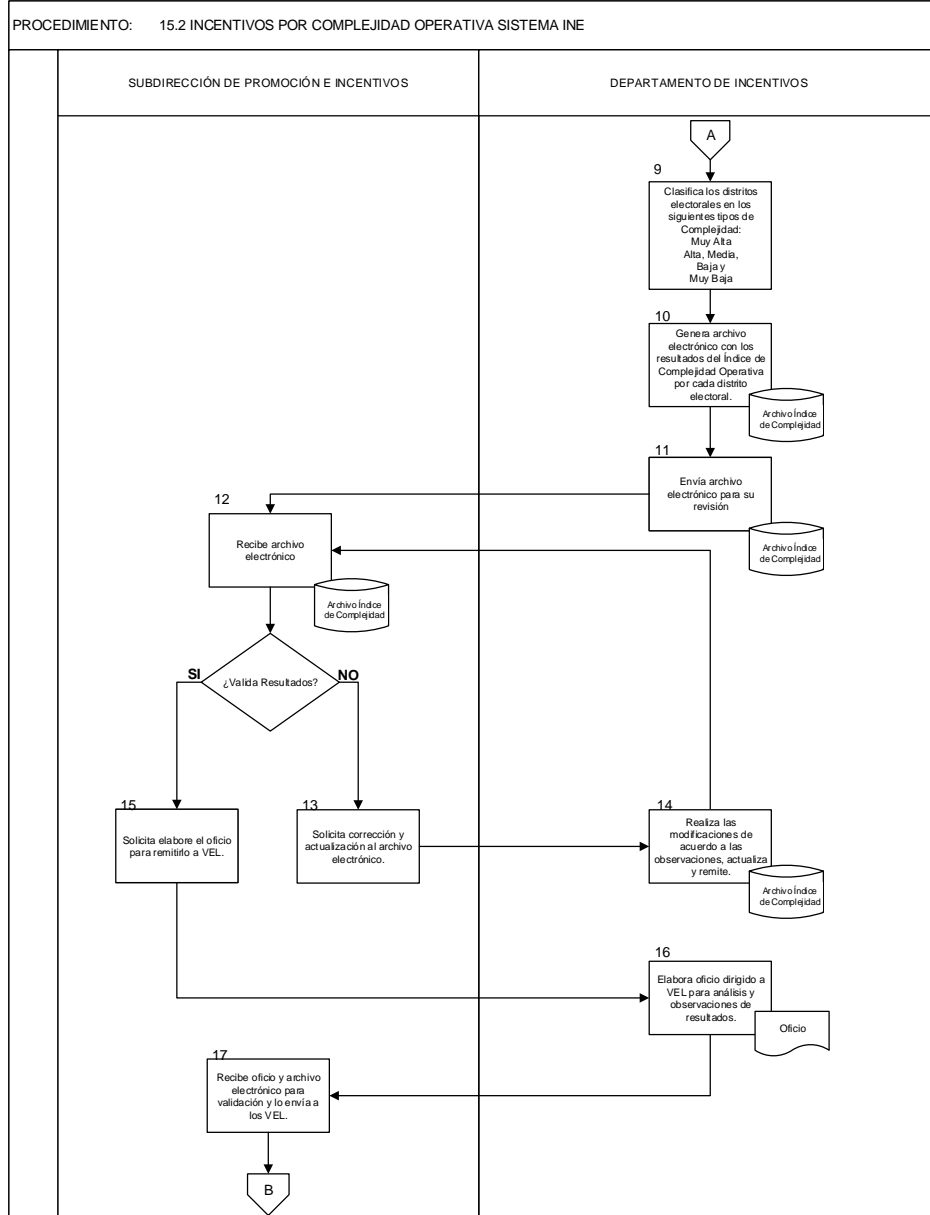 PROCEDIMIENTO: 15.2 INCENTIVOS POR COMPLEJIDAD OPERATIVA SISTEMA INE
SUBDIRECCIÓN DE PROMOCIÓN E INCENTIVOS
DEPARTAMENTO DE INCENTIVOS
A
9
Clasifica los distritos
electorales en los
siguientes tipos de
Complejidad:
Muy Alta
Alta, Media,
Baja y
Muy Baja
10
Genera archivo
electrónico con los
resultados del Índice de
Complejidad Operativa
por cada distrito
electoral.
Archivo Índice
de Complejidad
11
Envía archivo
electrónico para su
revisión
Archivo Índice
de Complejidad
12
Recibe archivo
electrónico
Archivo Índice
de Complejidad
¿Valida Resultados?
SI
NO
15
Solicita elabore el oficio
para remitirlo a VEL.
13
Solicita corrección y
actualización al archivo
electrónico.
14
Realiza las
modificaciones de
acuerdo a las
observaciones, actualiza
y remite.
Archivo Índice
de Complejidad
16
Elabora oficio dirigido a
VEL para análisis y
observaciones de
resultados.
Oficio
17
Recibe oficio y archivo
electrónico para
validación y lo envía a
los VEL.
B